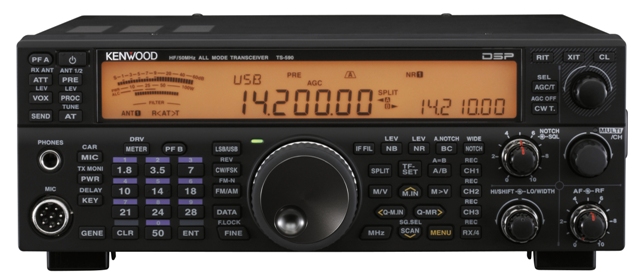 KENWOOD HF/50MHz ALL MODE TRANSCEIVER TS-590 DSP
PF A
RX ANT ANT 1/2
ATT PRE
LEV LEV
VOX PROC
TUNE
SEND AT
USB PRE AGC NR
14.200.00 SPLIT 14.210.00
FILTER
ANT
RIT XIT CL
SEL
AGC/T
AGC OFF
CW T.
PHONES
MIC
CAR
MIC
TX MONI
PWR
DELAY
KEY
GENE
DRV
METER PF B
1.8 3.5 7
10 14 18
21 24 28
CLR 50 ENT
LSB/USB
REV
CW/FSK
FM-N
FM/AM
DATA
F.LOCK
FINE
LEV LEV A.NOTCH WIDE
IF FIL NB NR BC NOTCH
A=B REC
SPLIT TF-SET A/B CH1
REC
M/V M.IN M>V CH2
REC
Q-M.IN Q-MR CH3
SG.SEL REC
MHz SCAN MENU RX/4
NOTCH SQL
MULTI /CH
HI/SHIFT LO/WIDTH
AF RF